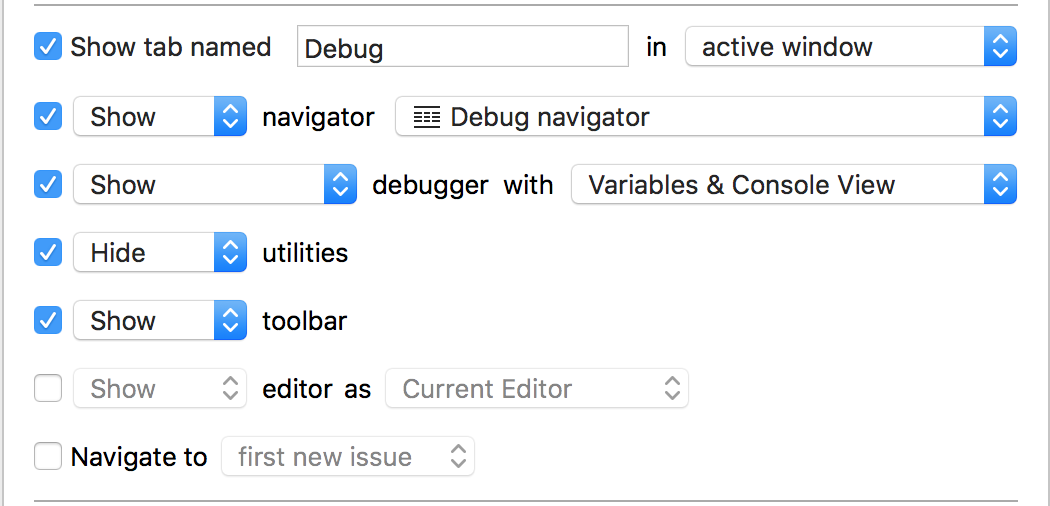 Show tab named Debug in active window
Show navigator Debug navigator
Show debugger with Variables & Console View
Hide utilities
Show toolbar
Show editor as Current Editor
Navigate to first new issue